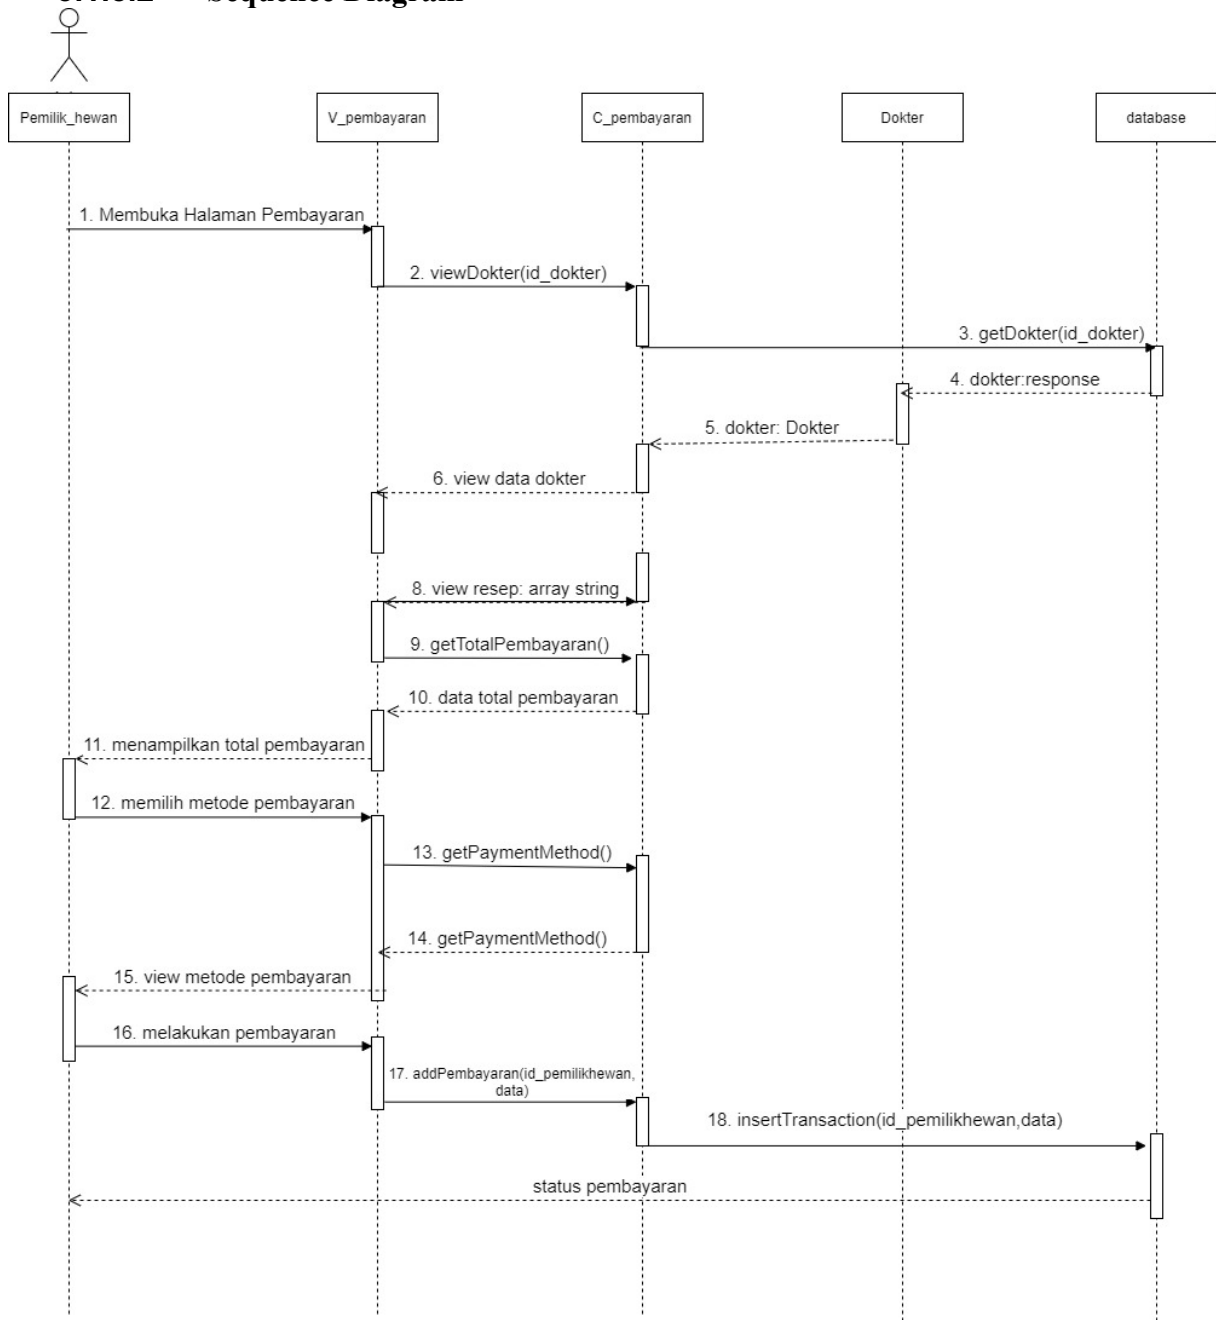 Sequence Diagram
Pemilik_hewan
V_pembayaran
C_pembayaran
Dokter
database
1. Membuka Halaman Pembayaran
2. viewDokter(id_dokter)
3. getDokter(id_dokter)
4. dokter:response
5. dokter: Dokter
6. view data dokter
8. view resep: array string
9. getTotalPembayaran()
10. data total pembayaran
11. menampilkan total pembayaran
12. memilih metode pembayaran
13. getPaymentMethod()
14. getPaymentMethod()
15. view metode pembayaran
16. melakukan pembayaran
17. addPembayaran(id_pemilikhewan,
data)
18. insertTransaction(id_pemilikhewan,data)
status pembayaran